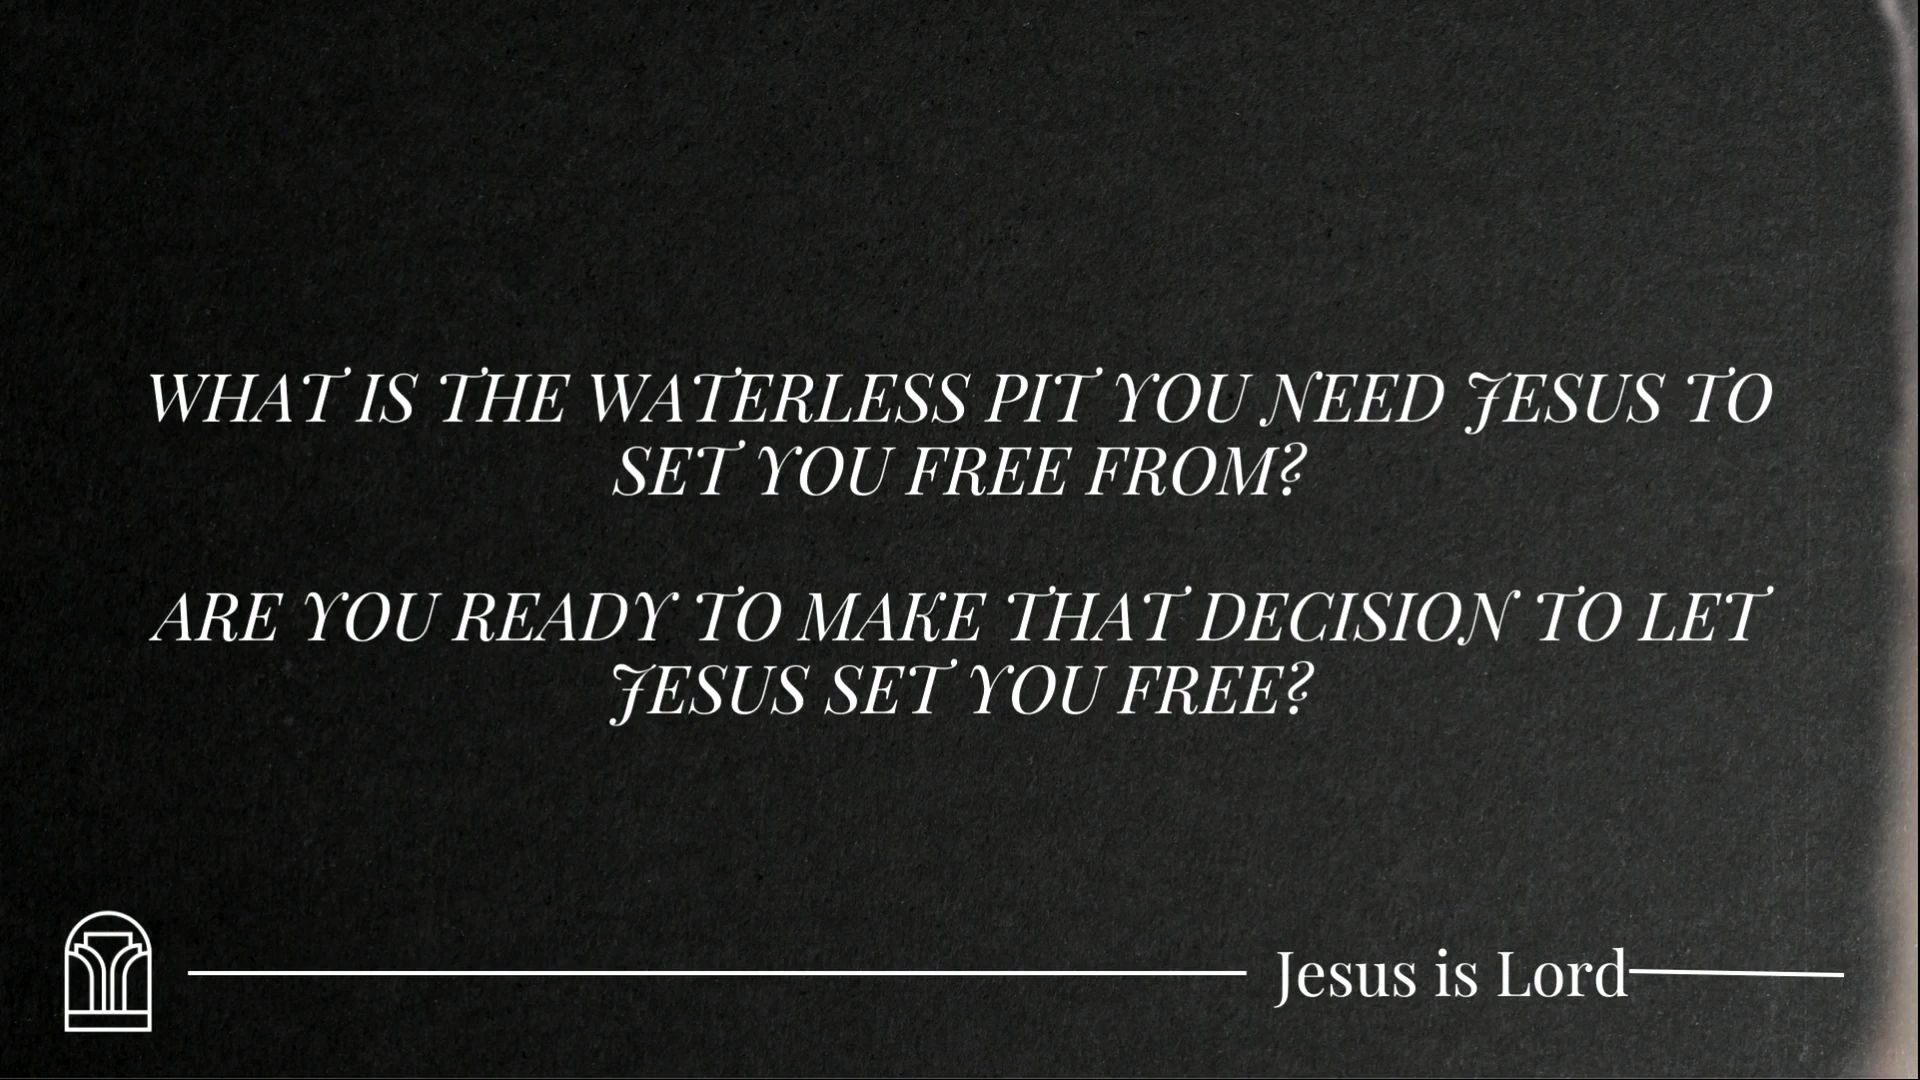 WHAT IS THE WATERLESS PIT YOU NEED JESUS TO
SET YOU FREE FROM?
ARE YOU READY TO MAKE THAT DECISION TO LET
JESUS SET YOU FREE?
Jesus is Lord